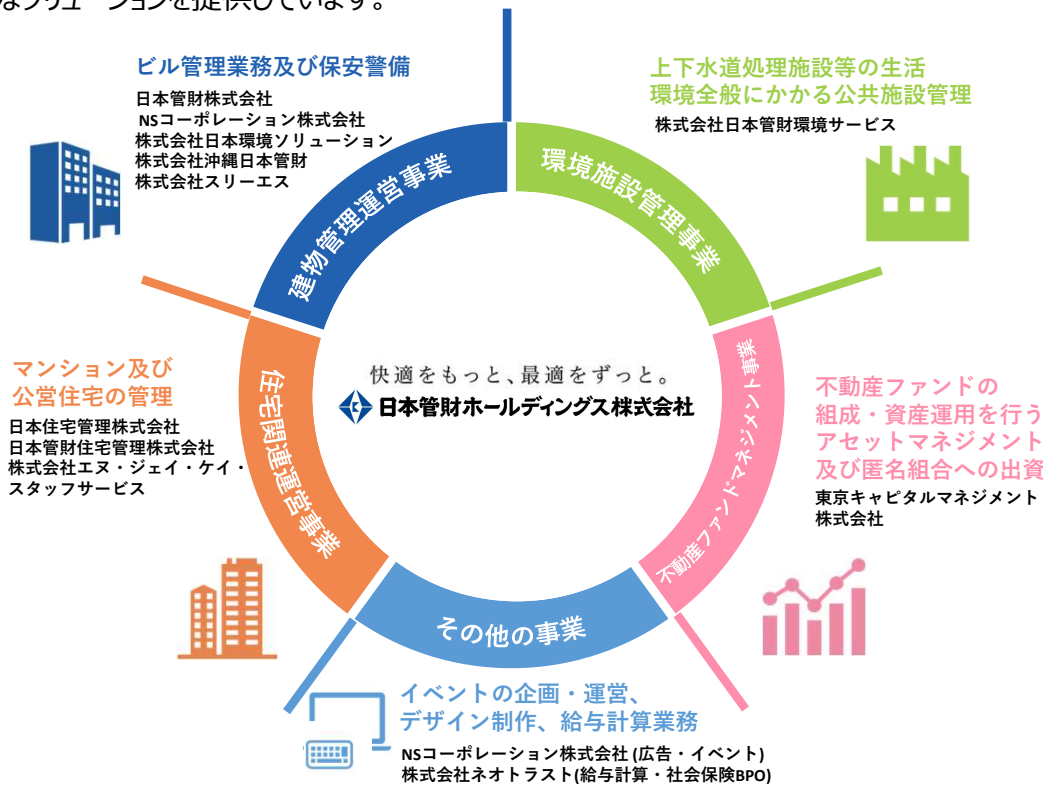 なソリューションを提供しています。
ビル管理業務及び保安警備
日本管財株式会社
NSコーポレーション株式会社
株式会社日本環境ソリューション
株式会社沖縄日本管財
株式会社スリーエス
上下水道処理施設等の生活
環境全般にかかる公共施設管理
株式会社日本管財環境サービス
建物管理運営事業
環境施設管理事業
マンション及び
公営住宅の管理
日本住宅管理株式会社
日本管財住宅管理株式会社
株式会社エヌ・ジェイ・ケイ・
スタッフサービス
住宅関連運営事業
快適をもっと、最適をずっと。
日本管財ホールディングス株式会社
不動産ファンドマネジメント事業
不動産ファンドの
組成・資産運用を行う
アセットマネジメント
及び匿名組合への出資
東京キャピタルマネジメント
株式会社
その他の事業
イベントの企画・運営、
デザイン制作、給与計算業務
NSコーポレーション株式会社 (広告・イベント)
株式会社ネオトラスト(給与計算・社会保険BPO)